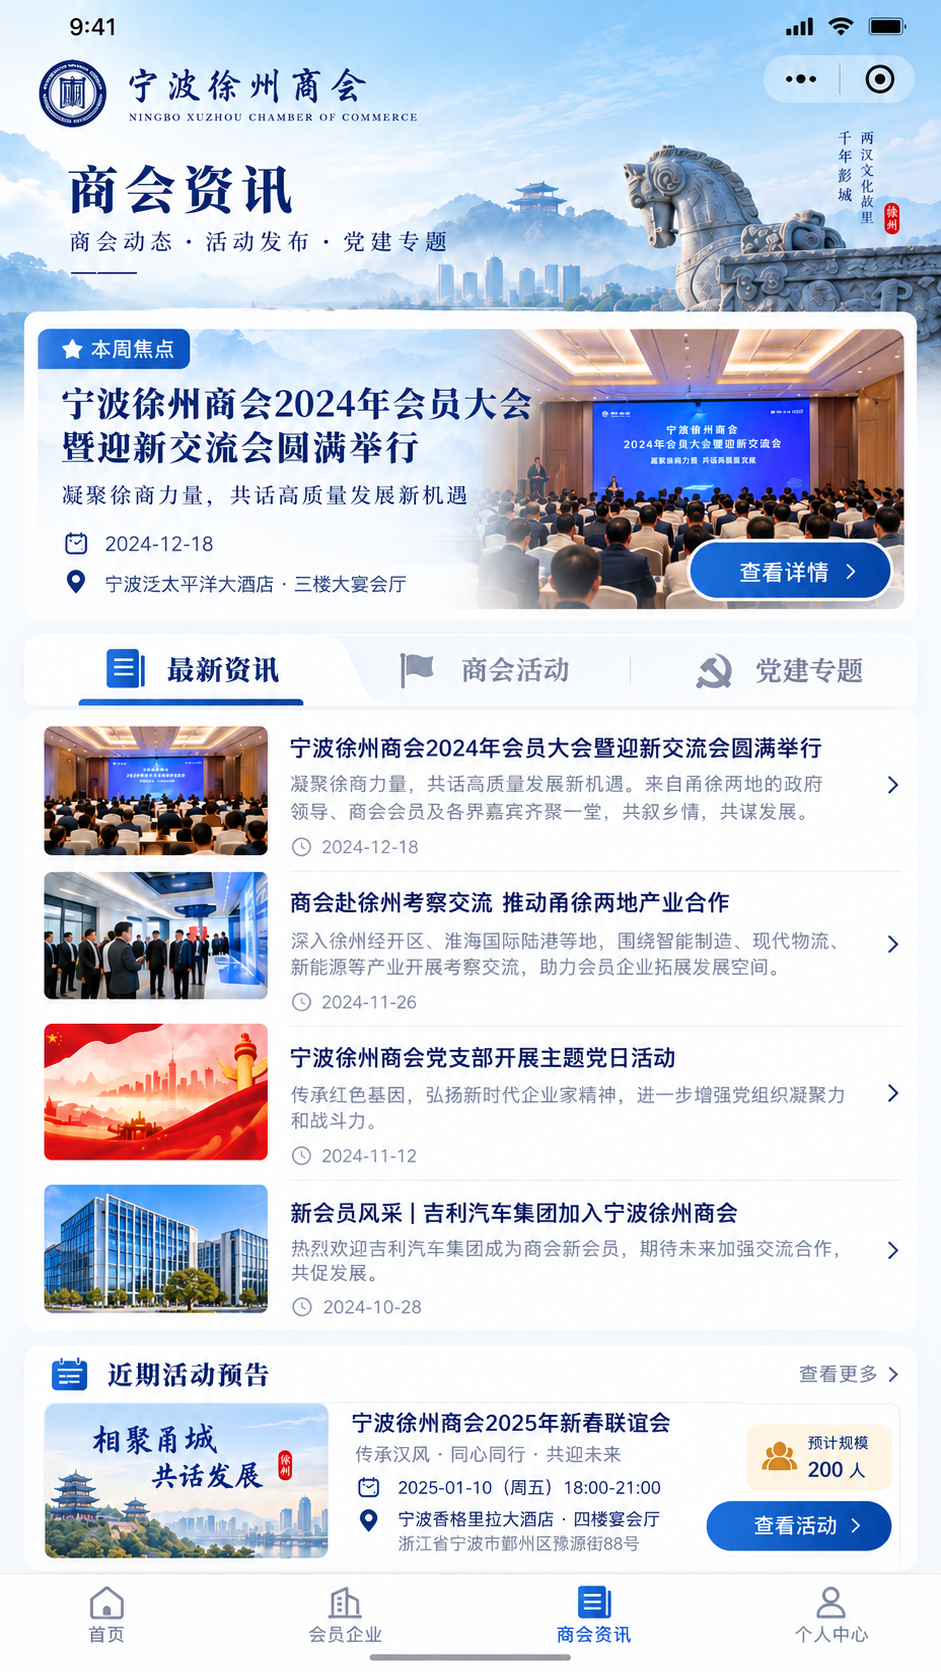 9:41
宁波徐州商会
NINGBO XUZHOU CHAMBER OF COMMERCE
商会资讯
商会动态·活动发布·党建专题
两汉文化故里
千年彭城
徐州
本周焦点
宁波徐州商会2024年会员大会
暨迎新交流会圆满举行
凝聚徐商力量，共话高质量发展新机遇
2024-12-18
宁波泛太平洋大酒店·三楼大宴会厅
宁波徐州商会
2024年会员大会暨迎新交流会
查看详情
最新资讯
商会活动
党建专题
宁波徐州商会2024年会员大会暨迎新交流会圆满举行
凝聚徐商力量，共话高质量发展新机遇。来自甬徐两地的政府
领导、商会会员及各界嘉宾齐聚一堂，共叙乡情，共谋发展。
2024-12-18
商会赴徐州考察交流 推动甬徐两地产业合作
深入徐州经开区、淮海国际陆港等地，围绕智能制造、现代物流、
新能源等产业开展考察交流，助力会员企业拓展发展空间。
2024-11-26
宁波徐州商会党支部开展主题党日活动
传承红色基因，弘扬新时代企业家精神，进一步增强党组织凝聚力
和战斗力。
2024-11-12
新会员风采 | 吉利汽车集团加入宁波徐州商会
热烈欢迎吉利汽车集团成为商会新会员，期待未来加强交流合作，
共促发展。
2024-10-28
近期活动预告
查看更多
相聚甬城
共话发展
徐州
宁波徐州商会2025年新春联谊会
传承汉风·同心同行·共迎未来
2025-01-10（周五）18:00-21:00
宁波香格里拉大酒店·四楼宴会厅
浙江省宁波市鄞州区豫源街88号
预计规模
200 人
查看活动
首页
会员企业
商会资讯
个人中心